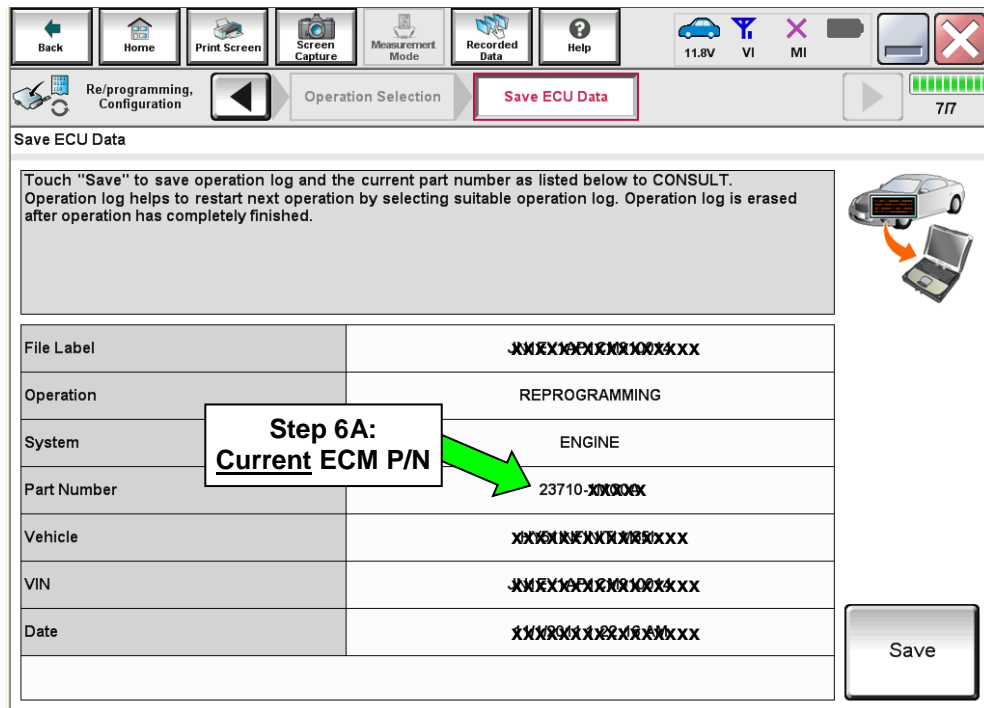 Back
Home
Print Screen
Screen
Capture
Measurement
Mode
Recorded
Data
Help
11.8V
VI
MI
Re/programming,
Configuration
Operation Selection
Save ECU Data
7/7
Save ECU Data
Touch "Save" to save operation log and the current part number as listed below to CONSULT.
Operation log helps to restart next operation by selecting suitable operation log. Operation log is erased
after operation has completely finished.
File Label
Operation
REPROGRAMMING
Step 6A:
Current ECM P/N
System
ENGINE
Part Number
23710-
Vehicle
VIN
Date
Save